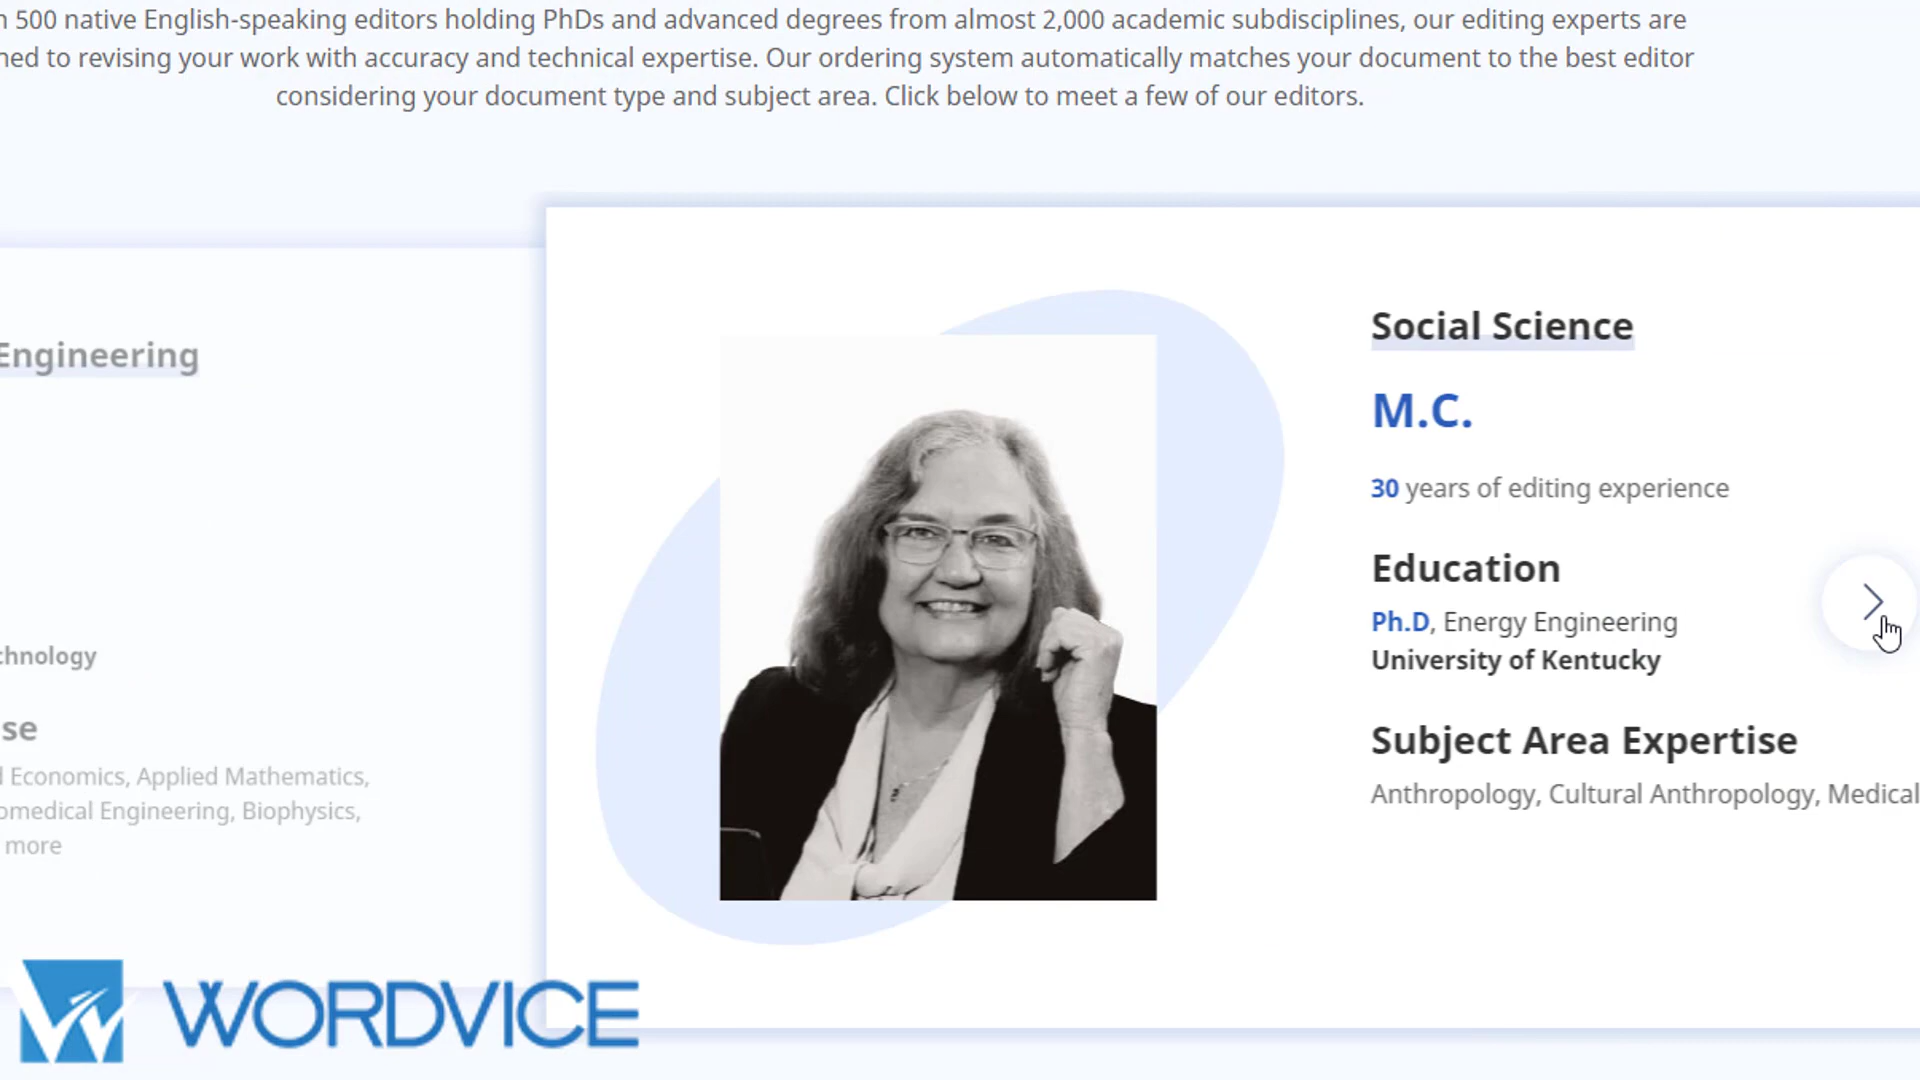 500 native English-speaking editors holding PhDs and advanced degrees from almost 2,000 academic subdisciplines, our editing experts are
to revising your work with accuracy and technical expertise. Our ordering system automatically matches your document to the best editor
considering your document type and subject area. Click below to meet a few of our editors.
Engineering
Economics, Applied Mathematics,
Engineering, Biophysics,
more
Social Science
M.C.
30 years of editing experience
Education
Ph.D, Energy Engineering
University of Kentucky
Subject Area Expertise
Anthropology, Cultural Anthropology, Medical
WORDVICE